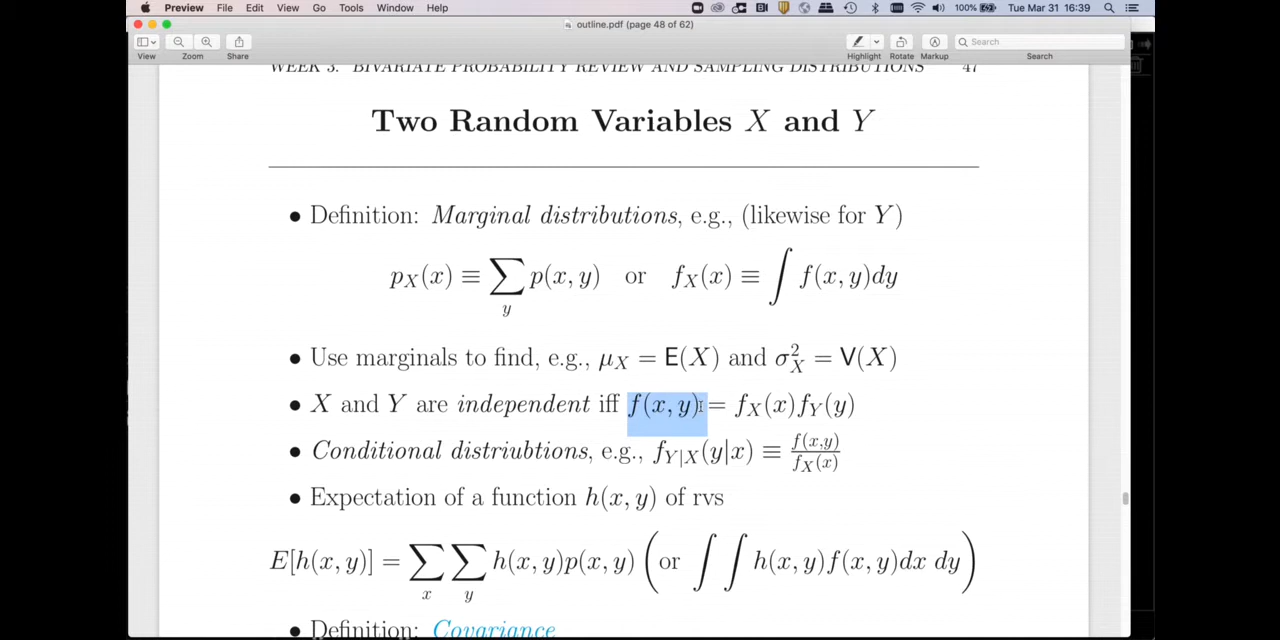 Preview File Edit View Go Tools Window Help 100% Tue Mar 31 16:39
outline.pdf (page 48 of 62)
View Zoom Share Highlight Rotate Markup Search
Search
WEEK 3. BIVARIATE PROBABILITY REVIEW AND SAMPLING DISTRIBUTIONS 47
Two Random Variables X and Y
• Definition: Marginal distributions, e.g., (likewise for Y)
p_X(x) ≡ ∑_y p(x, y) or f_X(x) ≡ ∫ f(x, y)dy
• Use marginals to find, e.g., μ_X = E(X) and σ²_X = V(X)
• X and Y are independent iff f(x, y) = f_X(x)f_Y(y)
• Conditional distriubtions, e.g., f_{Y|X}(y|x) ≡ f(x,y)/f_X(x)
• Expectation of a function h(x, y) of rvs
E[h(x, y)] = ∑_x ∑_y h(x, y)p(x, y) (or ∫ ∫ h(x, y)f(x, y)dx dy)
• Definition: Covariance